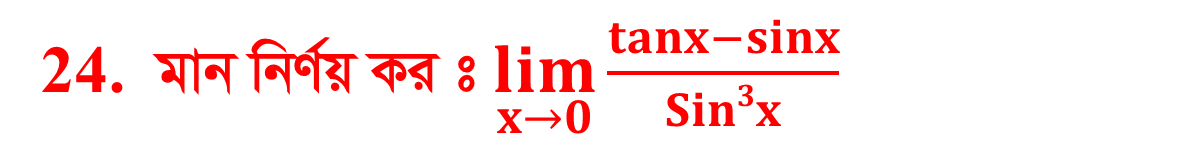 24. মান নির্ণয় কর ঃ lim x→0 tanx−sinx / Sin³x